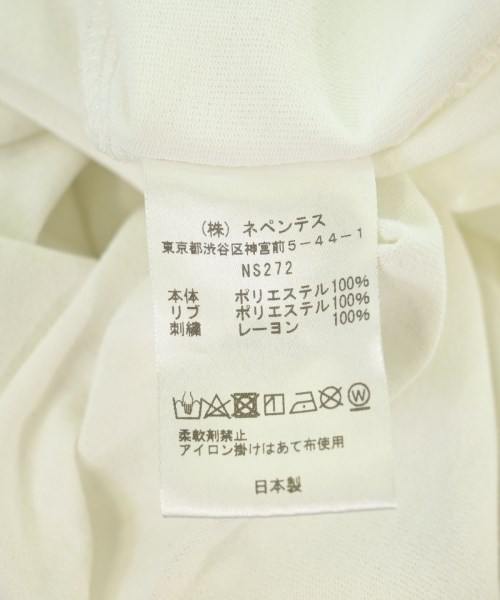 (株) ネペンテス
東京都渋谷区神宮前5-44-1
NS272
本体 ポリエステル100%
リブ ポリエステル100%
刺繍 レーヨン 100%
W
柔軟剤禁止
アイロン掛けはあて布使用
日本製